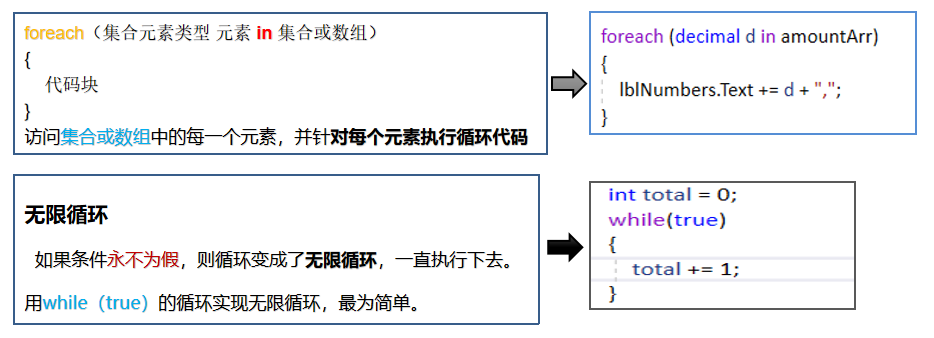 foreach（集合元素类型 元素 in 集合或数组）
{
代码块
}
访问集合或数组中的每一个元素，并针对每个元素执行循环代码
foreach (decimal d in amountArr)
{
lblNumbers.Text += d + ",";
}
无限循环
如果条件永不为假，则循环变成了无限循环，一直执行下去。
用while（true）的循环实现无限循环，最为简单。
int total = 0;
while(true)
{
total += 1;
}